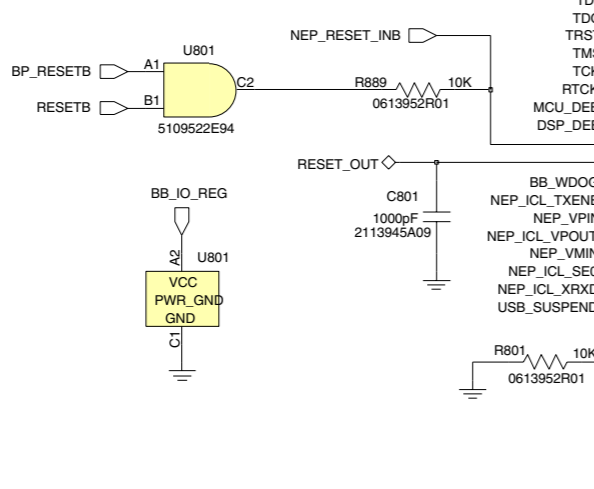 TDO
TRST
TMS
TCK
RTCK
MCU_DEB
DSP_DEB
NEP_RESET_INB
U801
BP_RESETB
A1
C2
RESETB
B1
5109522E94
R889
10K
0613952R01
RESET_OUT
C801
1000pF
2113945A09
BB_WDOG
NEP_ICL_TXENB
NEP_VPIN
NEP_ICL_VPOUT
NEP_VMIN
NEP_ICL_SE0
NEP_ICL_XRXD
USB_SUSPEND
BB_IO_REG
A2
U801
VCC
PWR_GND
GND
C1
R801
10K
0613952R01